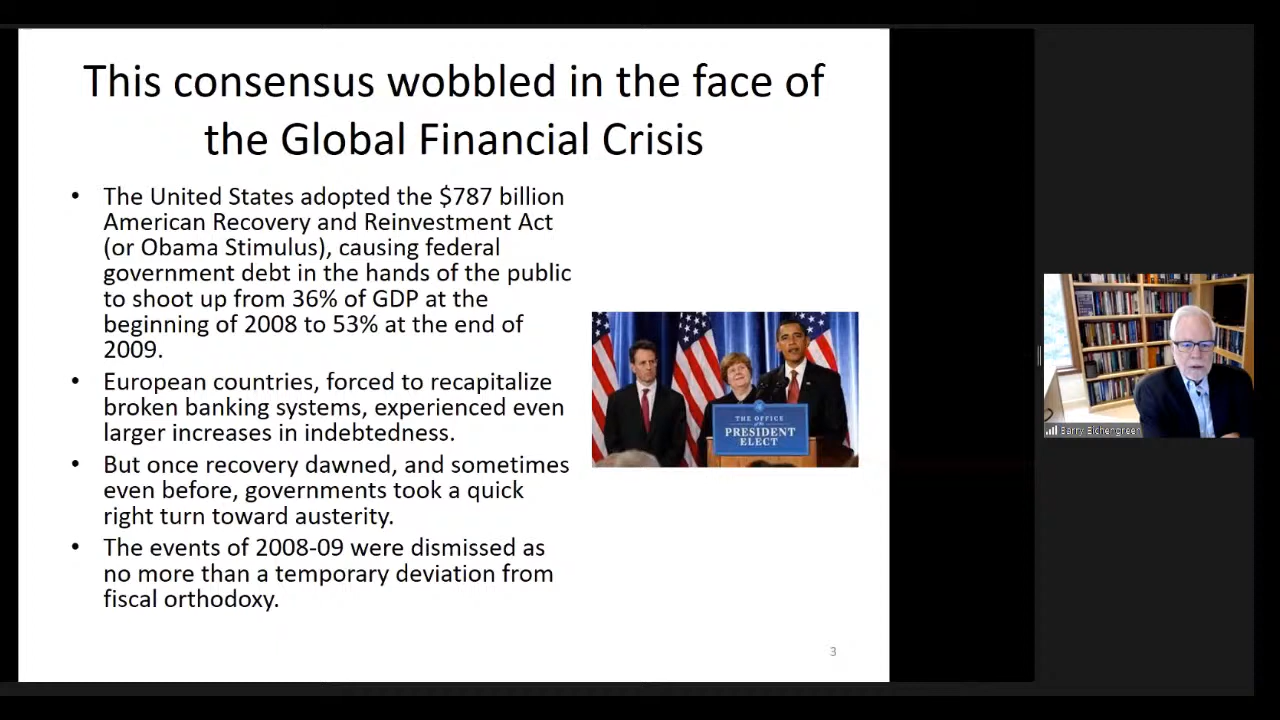 This consensus wobbled in the face of
the Global Financial Crisis
• The United States adopted the $787 billion
American Recovery and Reinvestment Act
(or Obama Stimulus), causing federal
government debt in the hands of the public
to shoot up from 36% of GDP at the
beginning of 2008 to 53% at the end of
2009.
• European countries, forced to recapitalize
broken banking systems, experienced even
larger increases in indebtedness.
• But once recovery dawned, and sometimes
even before, governments took a quick
right turn toward austerity.
• The events of 2008-09 were dismissed as
no more than a temporary deviation from
fiscal orthodoxy.
THE OFFICE
of the
PRESIDENT
ELECT
3
Barry Eichengreen